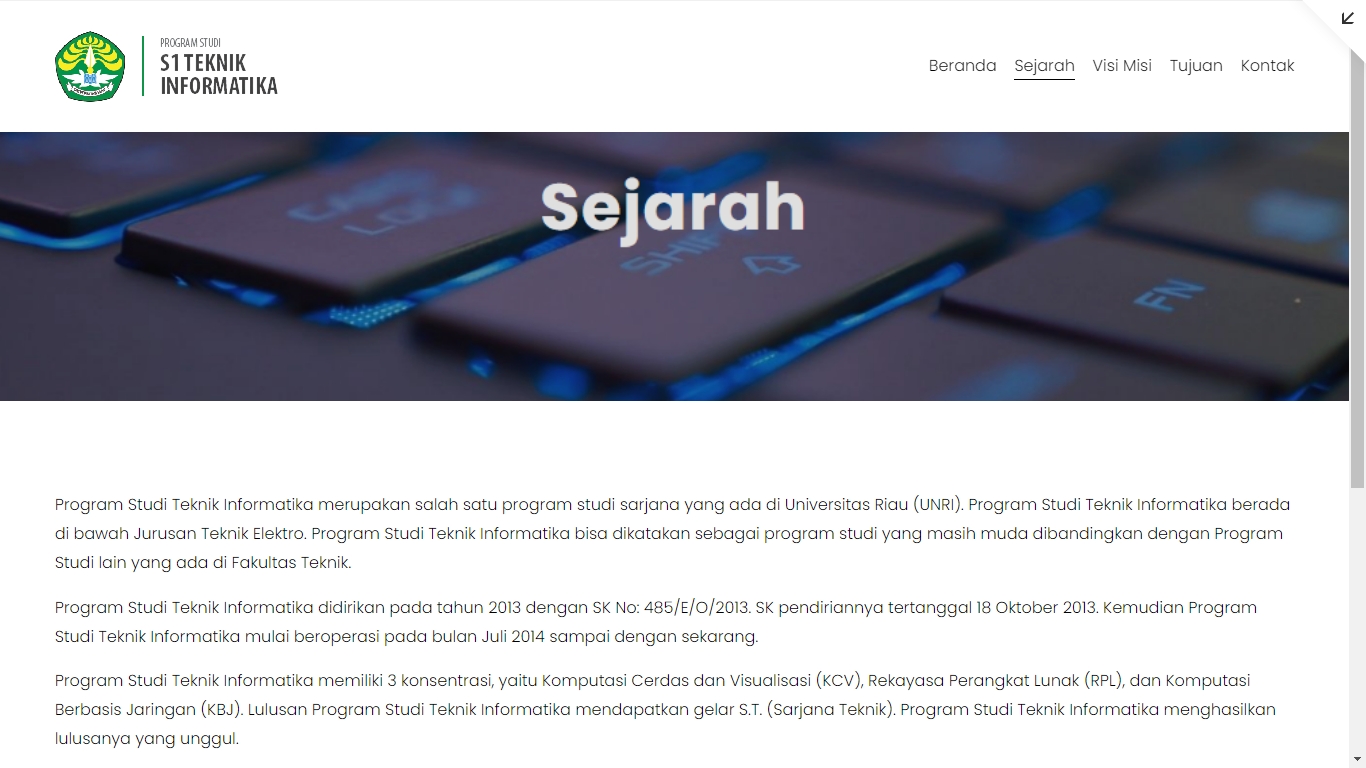 PROGRAM STUDI
S1 TEKNIK
INFORMATIKA
Beranda Sejarah Visi Misi Tujuan Kontak
CAPS
LOCK
Sejarah
SHIFT
FN
Program Studi Teknik Informatika merupakan salah satu program studi sarjana yang ada di Universitas Riau (UNRI). Program Studi Teknik Informatika berada
di bawah Jurusan Teknik Elektro. Program Studi Teknik Informatika bisa dikatakan sebagai program studi yang masih muda dibandingkan dengan Program
Studi lain yang ada di Fakultas Teknik.
Program Studi Teknik Informatika didirikan pada tahun 2013 dengan SK No: 485/E/O/2013. SK pendiriannya tertanggal 18 Oktober 2013. Kemudian Program
Studi Teknik Informatika mulai beroperasi pada bulan Juli 2014 sampai dengan sekarang.
Program Studi Teknik Informatika memiliki 3 konsentrasi, yaitu Komputasi Cerdas dan Visualisasi (KCV), Rekayasa Perangkat Lunak (RPL), dan Komputasi
Berbasis Jaringan (KBJ). Lulusan Program Studi Teknik Informatika mendapatkan gelar S.T. (Sarjana Teknik). Program Studi Teknik Informatika menghasilkan
lulusanya yang unggul.